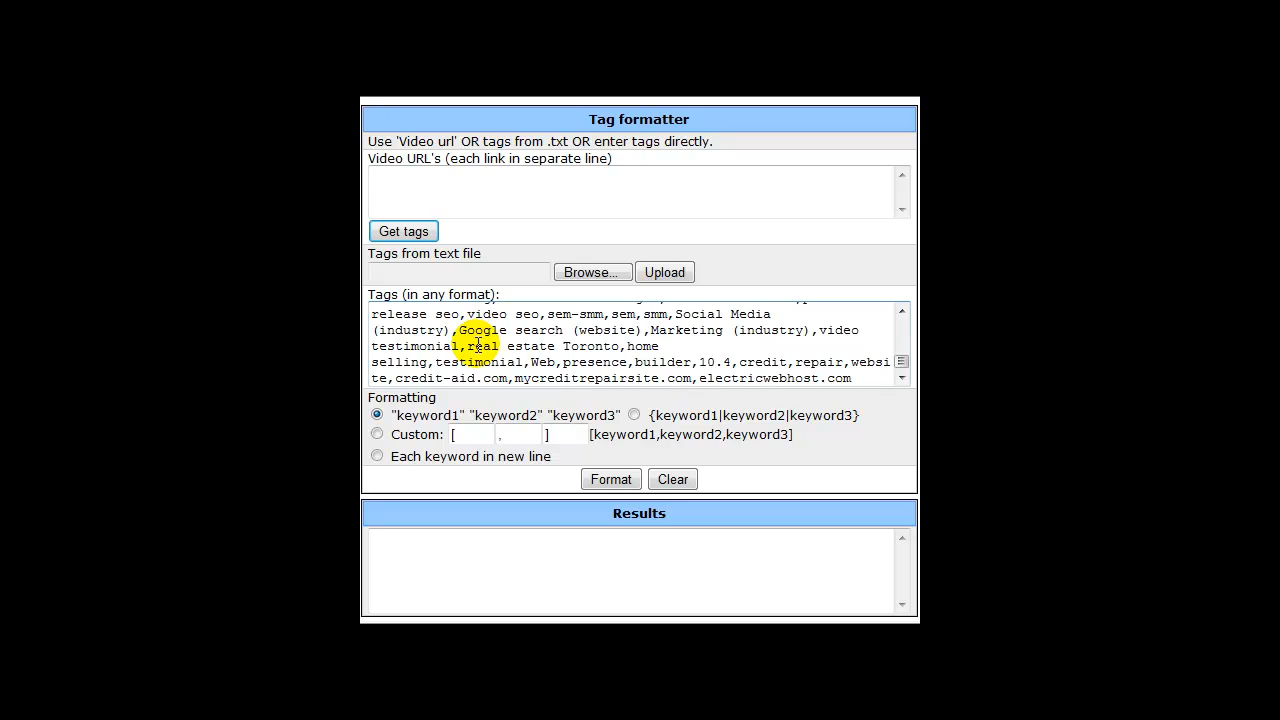 Tag formatter
Use 'Video url' OR tags from .txt OR enter tags directly.
Video URL's (each link in separate line)
Get tags
Tags from text file
Browse... Upload
Tags (in any format):
release seo,video seo,sem-smm,sem,smm,Social Media
(industry),Google search (website),Marketing (industry),video
testimonial,real estate Toronto,home
selling,testimonial,Web,presence,builder,10.4,credit,repair,websi
te,credit-aid.com,mycreditrepairsite.com,electricwebhost.com
Formatting
"keyword1" "keyword2" "keyword3" {keyword1|keyword2|keyword3}
Custom: [ , ] [keyword1,keyword2,keyword3]
Each keyword in new line
Format Clear
Results